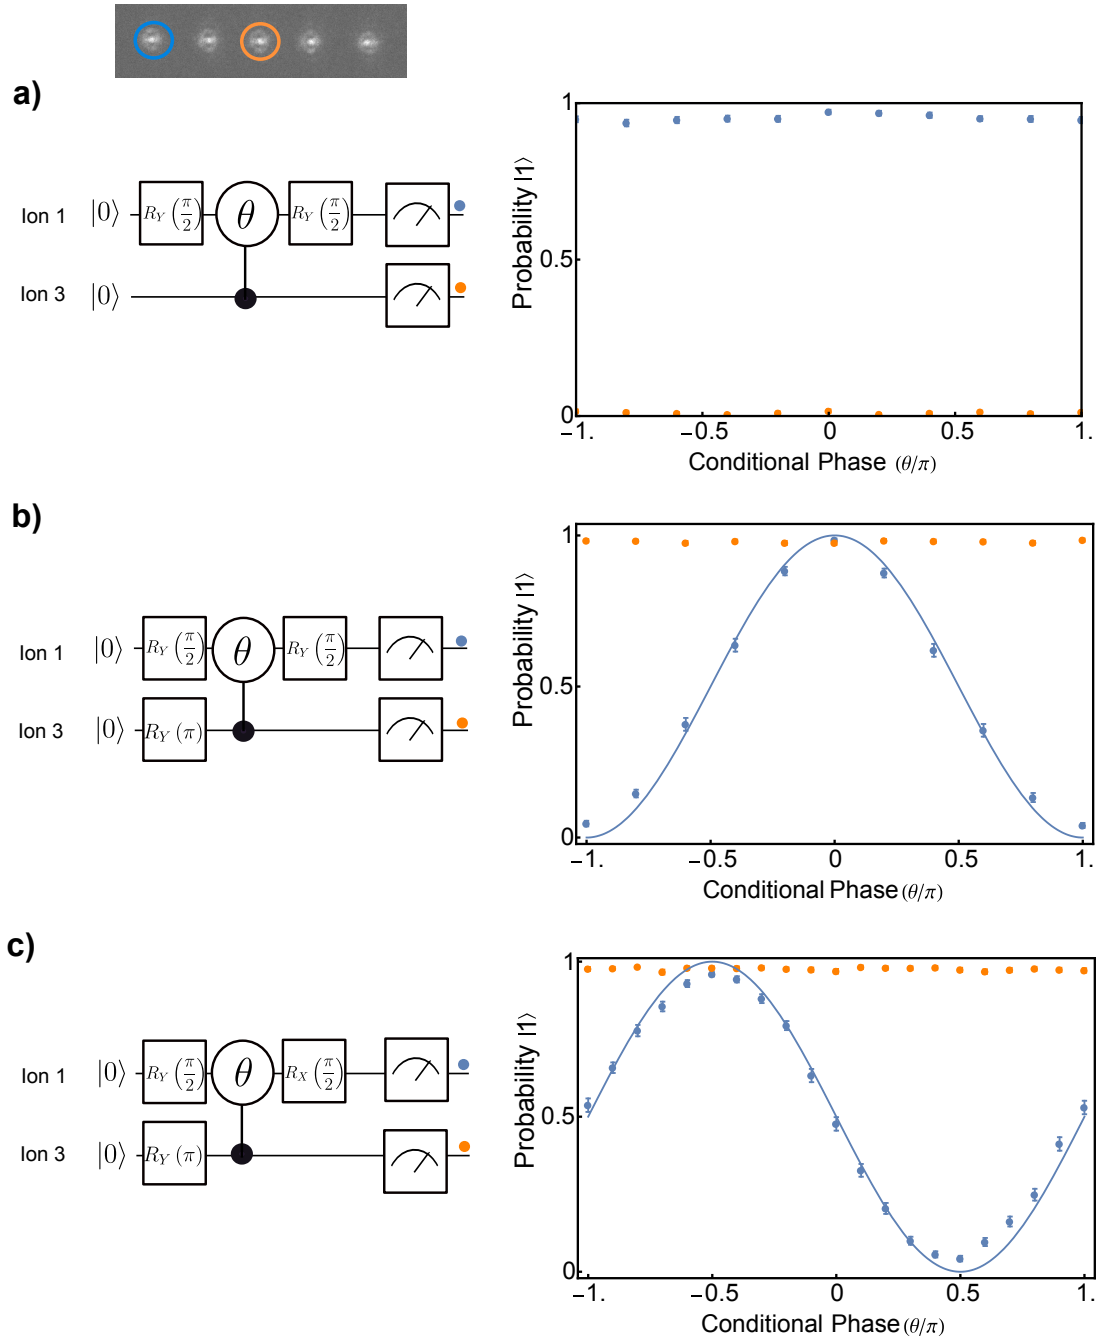 a)
Ion 1 |0⟩ R_Y(π/2) θ R_Y(π/2)
Ion 3 |0⟩
Probability |1⟩
1
0.5
0
−1. −0.5 0 0.5 1.
Conditional Phase (θ/π)
b)
Ion 1 |0⟩ R_Y(π/2) θ R_Y(π/2)
Ion 3 |0⟩ R_Y(π)
Probability |1⟩
1
0.5
0
−1. −0.5 0 0.5 1.
Conditional Phase (θ/π)
c)
Ion 1 |0⟩ R_Y(π/2) θ R_X(π/2)
Ion 3 |0⟩ R_Y(π)
Probability |1⟩
1
0.5
0
−1. −0.5 0 0.5 1.
Conditional Phase (θ/π)